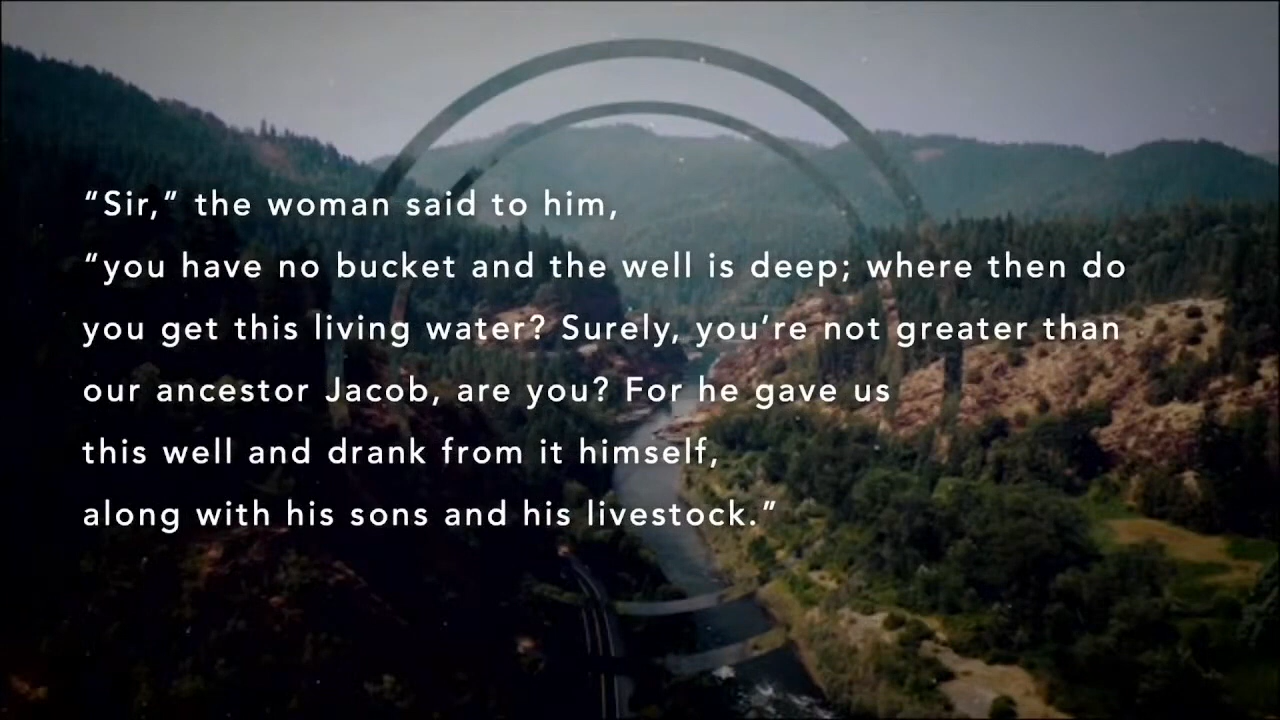 “Sir,” the woman said to him,
“you have no bucket and the well is deep; where then do
you get this living water? Surely, you’re not greater than
our ancestor Jacob, are you? For he gave us
this well and drank from it himself,
along with his sons and his livestock.”